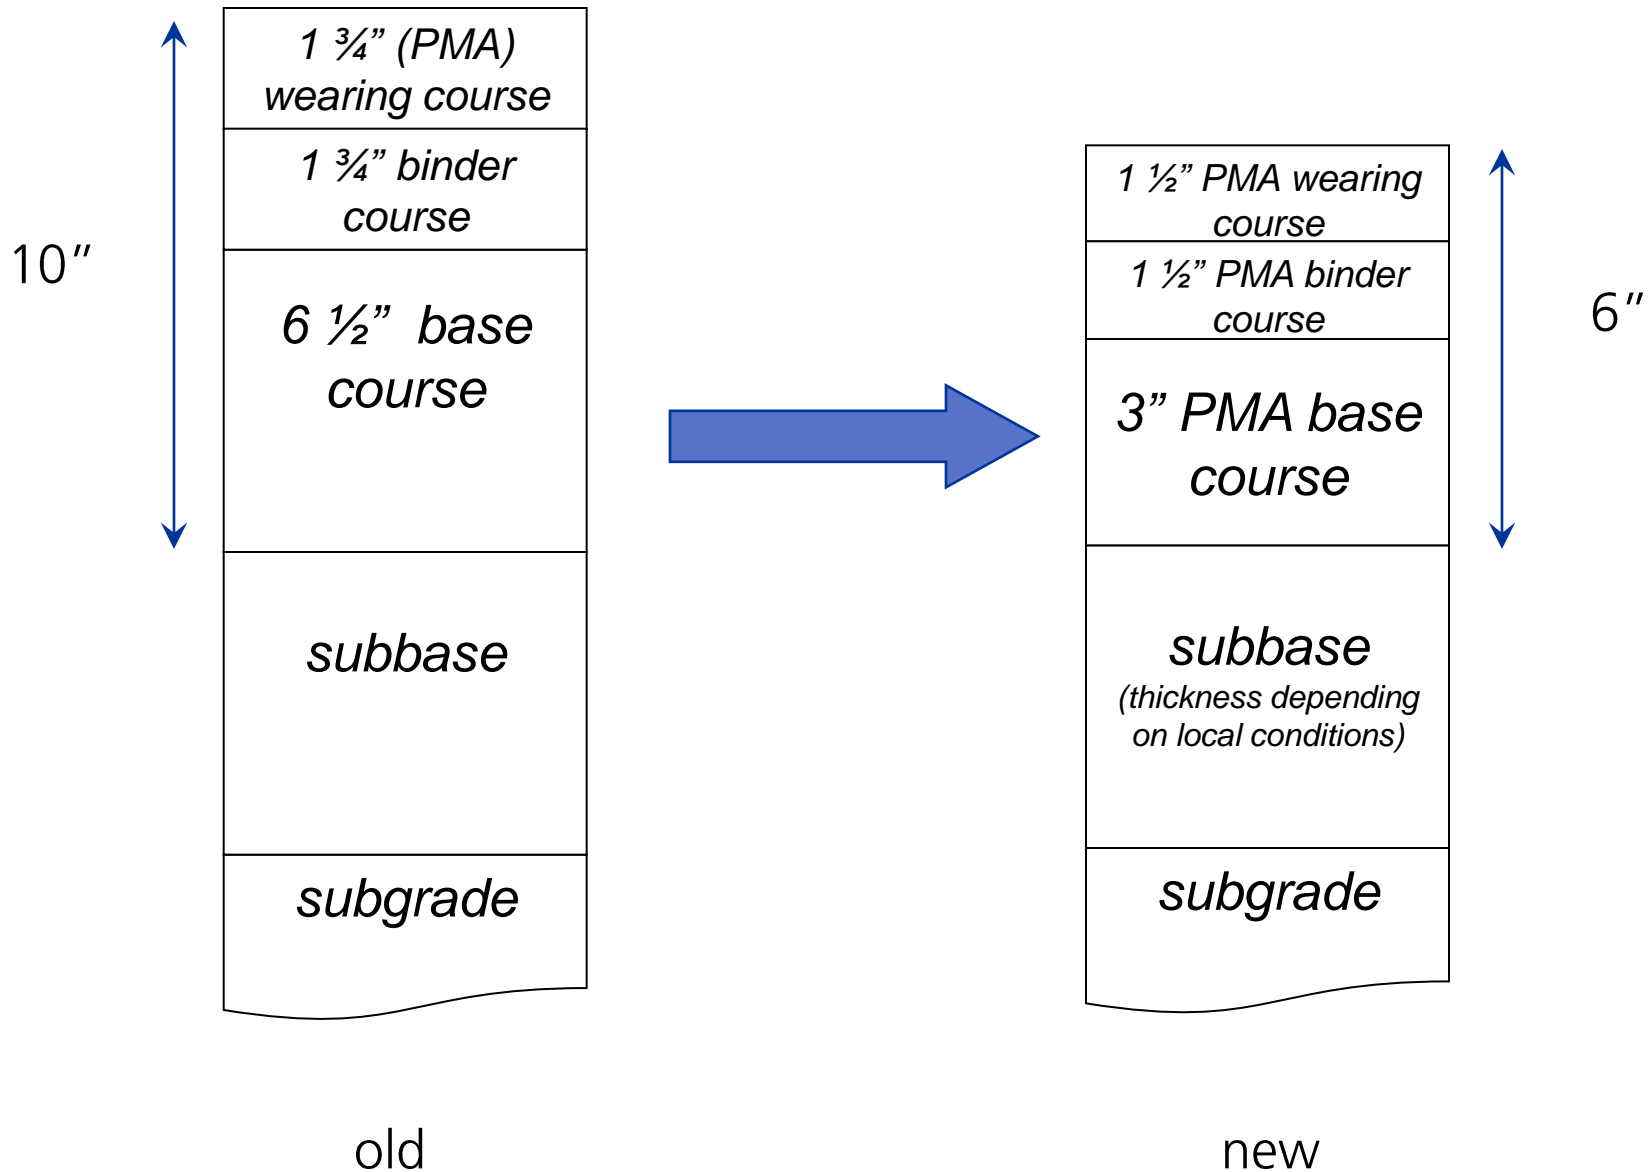 10”
1 ¾” (PMA)
wearing course
1 ¾” binder
course
6 ½” base
course
subbase
subgrade
old
1 ½” PMA wearing
course
1 ½” PMA binder
course
3” PMA base
course
subbase
(thickness depending
on local conditions)
subgrade
new
6”